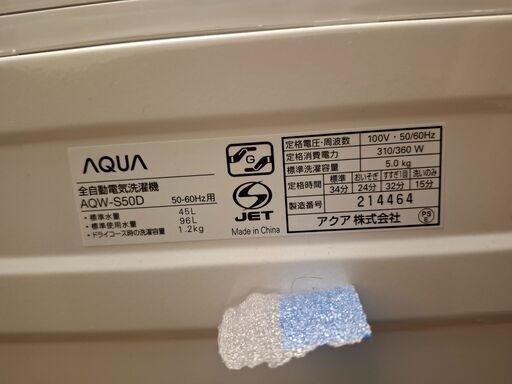 AQUA
全自動電気洗濯機
AQW-S50D 50-60Hz用
・標準水量 45L
・標準使用水量 96L
・ドライコース時の洗濯容量 1.2kg
G
S
JET
Made in China
定格電圧・周波数 100V・50/60Hz
定格消費電力 310/360 W
標準洗濯容量 5.0 kg
定格時間 標準 おいそぎ すすぎ1回 洗いのみ
34分 24分 32分 15分
製造番号 214464
アクア株式会社
PS
E